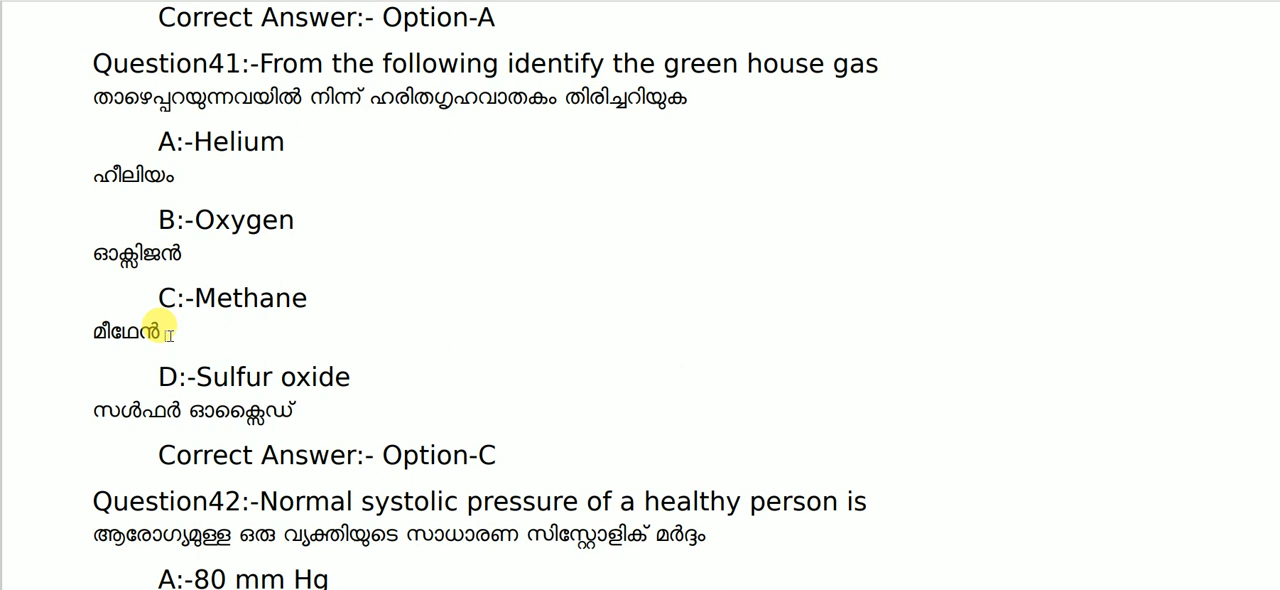 Correct Answer:- Option-A
Question41:-From the following identify the green house gas
താഴെപ്പറയുന്നവയിൽ നിന്ന് ഹരിതഗൃഹവാതകം തിരിച്ചറിയുക
A:-Helium
ഹീലിയം
B:-Oxygen
ഓക്സിജൻ
C:-Methane
മീഥേൻ
D:-Sulfur oxide
സൾഫർ ഓക്സൈഡ്
Correct Answer:- Option-C
Question42:-Normal systolic pressure of a healthy person is
ആരോഗ്യമുള്ള ഒരു വ്യക്തിയുടെ സാധാരണ സിസ്റ്റോളിക് മർദ്ദം
A:-80 mm Hg